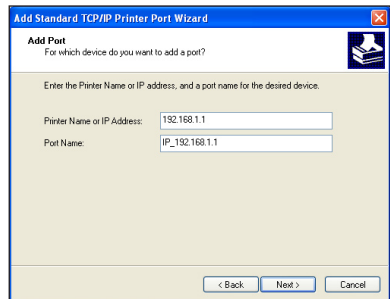 Add Standard TCP/IP Printer Port Wizard
Add Port
For which device do you want to add a port?
Enter the Printer Name or IP address, and a port name for the desired device.
Printer Name or IP Address: 192.168.1.1
Port Name: IP_192.168.1.1
< Back Next > Cancel